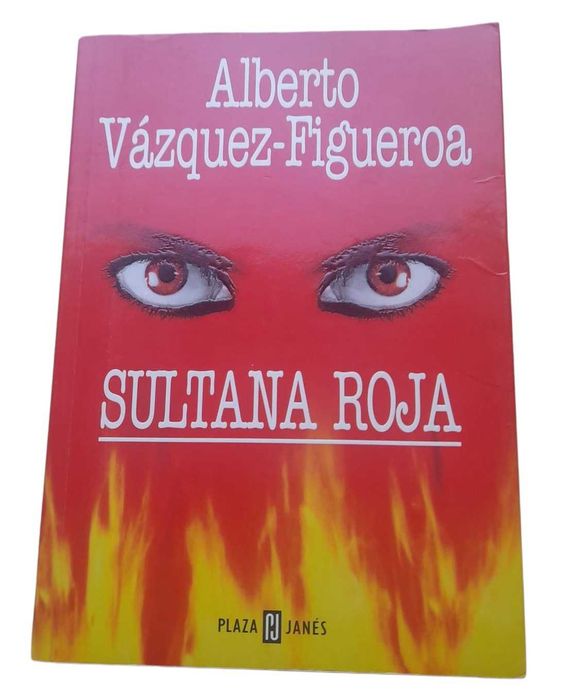 Alberto
Vázquez-Figueroa
SULTANA ROJA
PLAZA PJ JANÉS